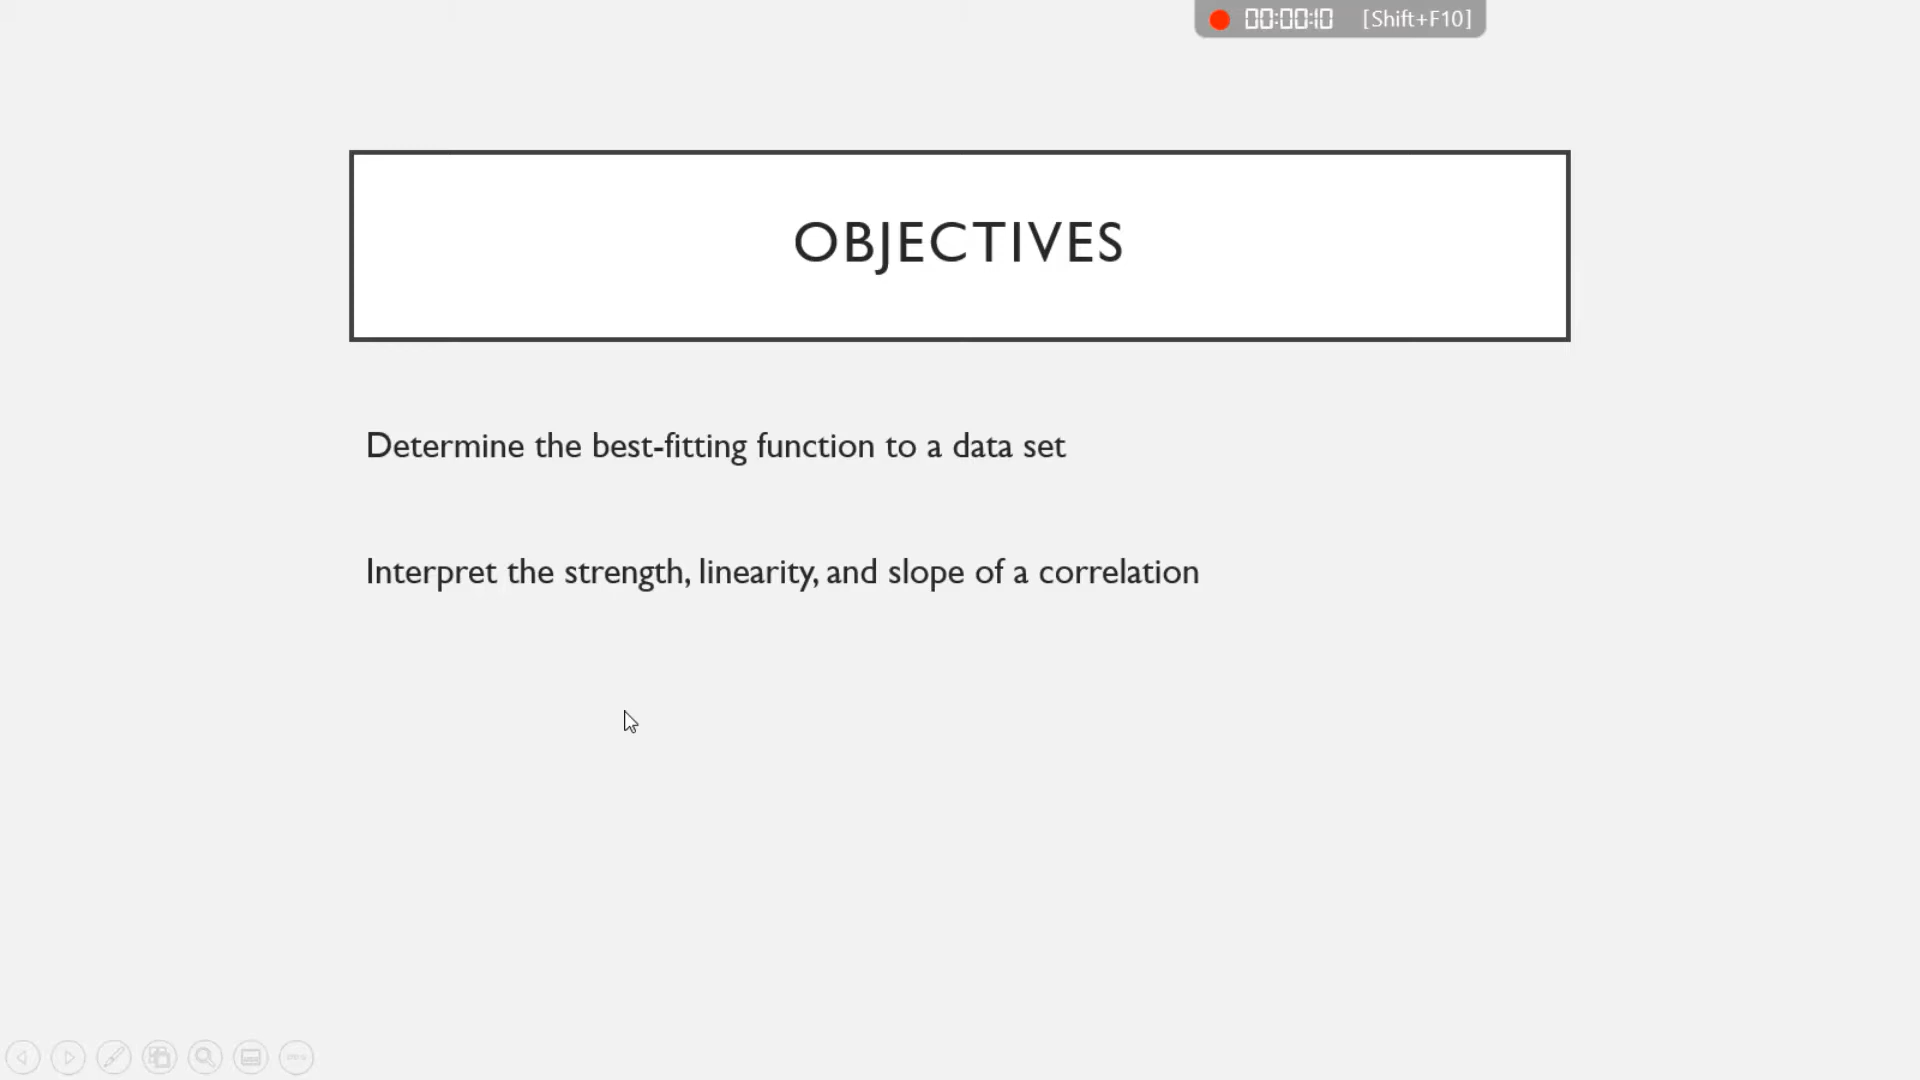 00:00:10 [Shift+F10]
OBJECTIVES
Determine the best-fitting function to a data set
Interpret the strength, linearity, and slope of a correlation